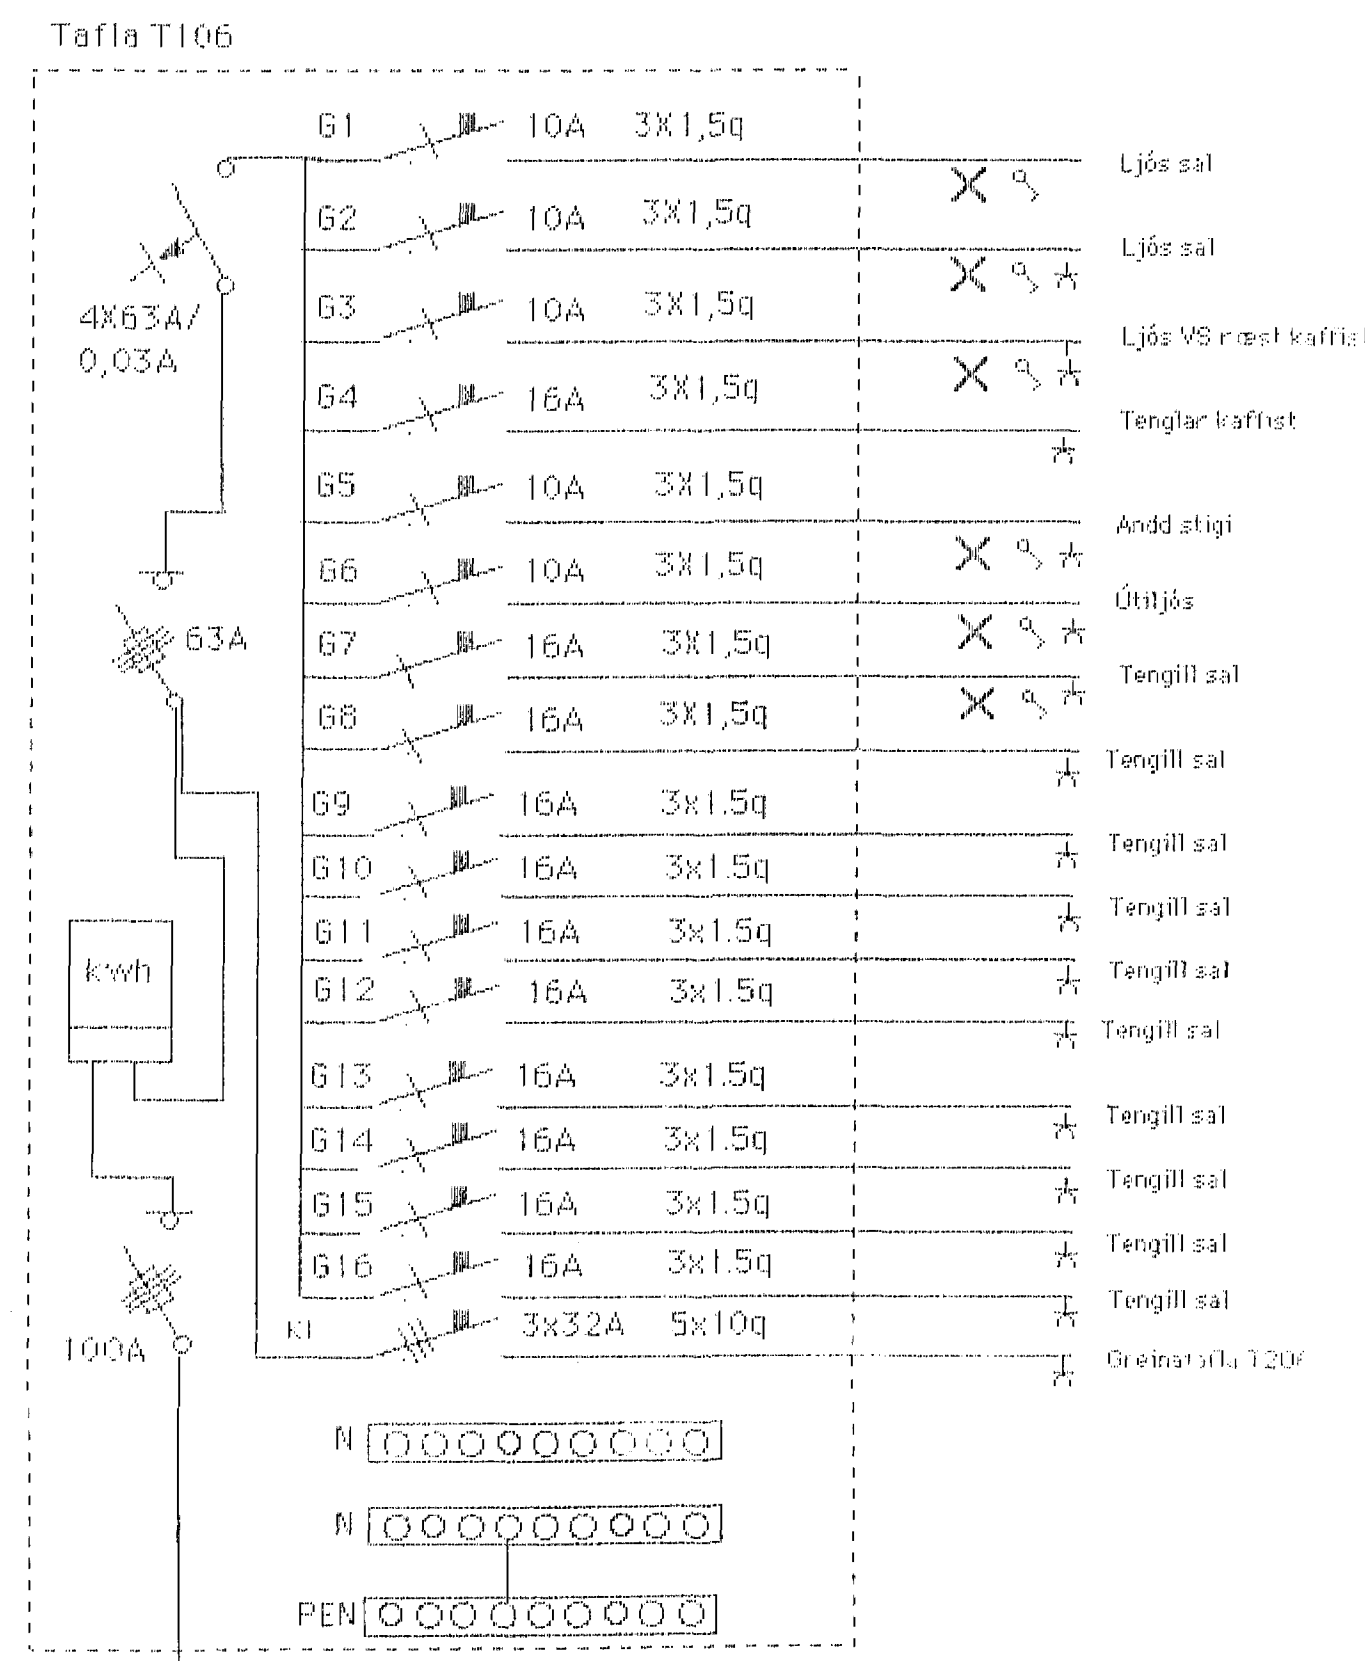 Tafla T106
G1 10A 3X1,5q
Ljós sal
G2 10A 3X1,5q
Ljós sal
4X63A/
0,03A
G3 10A 3X1,5q
Ljós VS ræst kaffist
G4 16A 3X1,5q
Tenglar kaffist
G5 10A 3X1,5q
Andd stigi
G6 10A 3X1,5q
Útiljós
63A
G7 16A 3X1,5q
Tengill sal
G8 16A 3X1,5q
Tengill sal
G9 16A 3x1.5q
Tengill sal
G10 16A 3x1.5q
Tengill sal
G11 16A 3x1.5q
Tengill sal
kwh
G12 16A 3x1.5q
Tengill sal
G13 16A 3x1.5q
Tengill sal
G14 16A 3x1.5q
Tengill sal
G15 16A 3x1.5q
Tengill sal
G16 16A 3x1.5q
Tengill sal
100A
K1 3x32A 5x10q
N
N
PEN